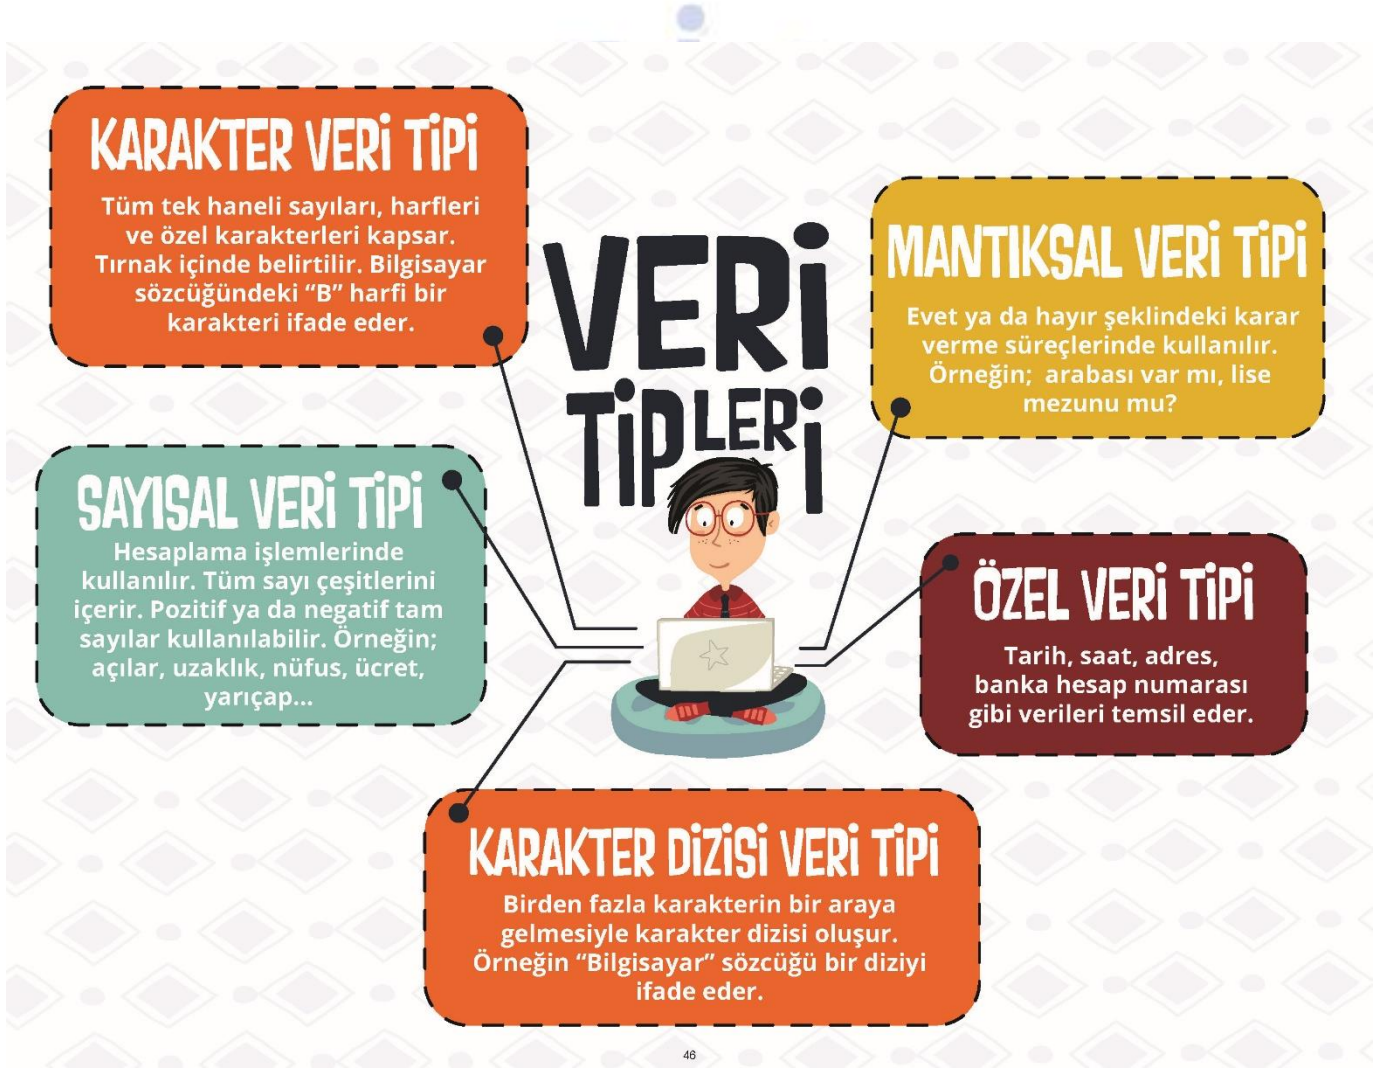 KARAKTER VERİ TİPİ
Tüm tek haneli sayıları, harfleri
ve özel karakterleri kapsar.
Tırnak içinde belirtilir. Bilgisayar
sözcüğündeki “B” harfi bir
karakteri ifade eder.
VERİ
TİPLERİ
MANTIKSAL VERİ TİPİ
Evet ya da hayır şeklindeki karar
verme süreçlerinde kullanılır.
Örneğin; arabası var mı, lise
mezunu mu?
SAYISAL VERİ TİPİ
Hesaplama işlemlerinde
kullanılır. Tüm sayı çeşitlerini
içerir. Pozitif ya da negatif tam
sayılar kullanılabilir. Örneğin;
açılar, uzaklık, nüfus, ücret,
yarıçap...
ÖZEL VERİ TİPİ
Tarih, saat, adres,
banka hesap numarası
gibi verileri temsil eder.
KARAKTER DİZİSİ VERİ TİPİ
Birden fazla karakterin bir araya
gelmesiyle karakter dizisi oluşur.
Örneğin “Bilgisayar” sözcüğü bir diziyi
ifade eder.
46